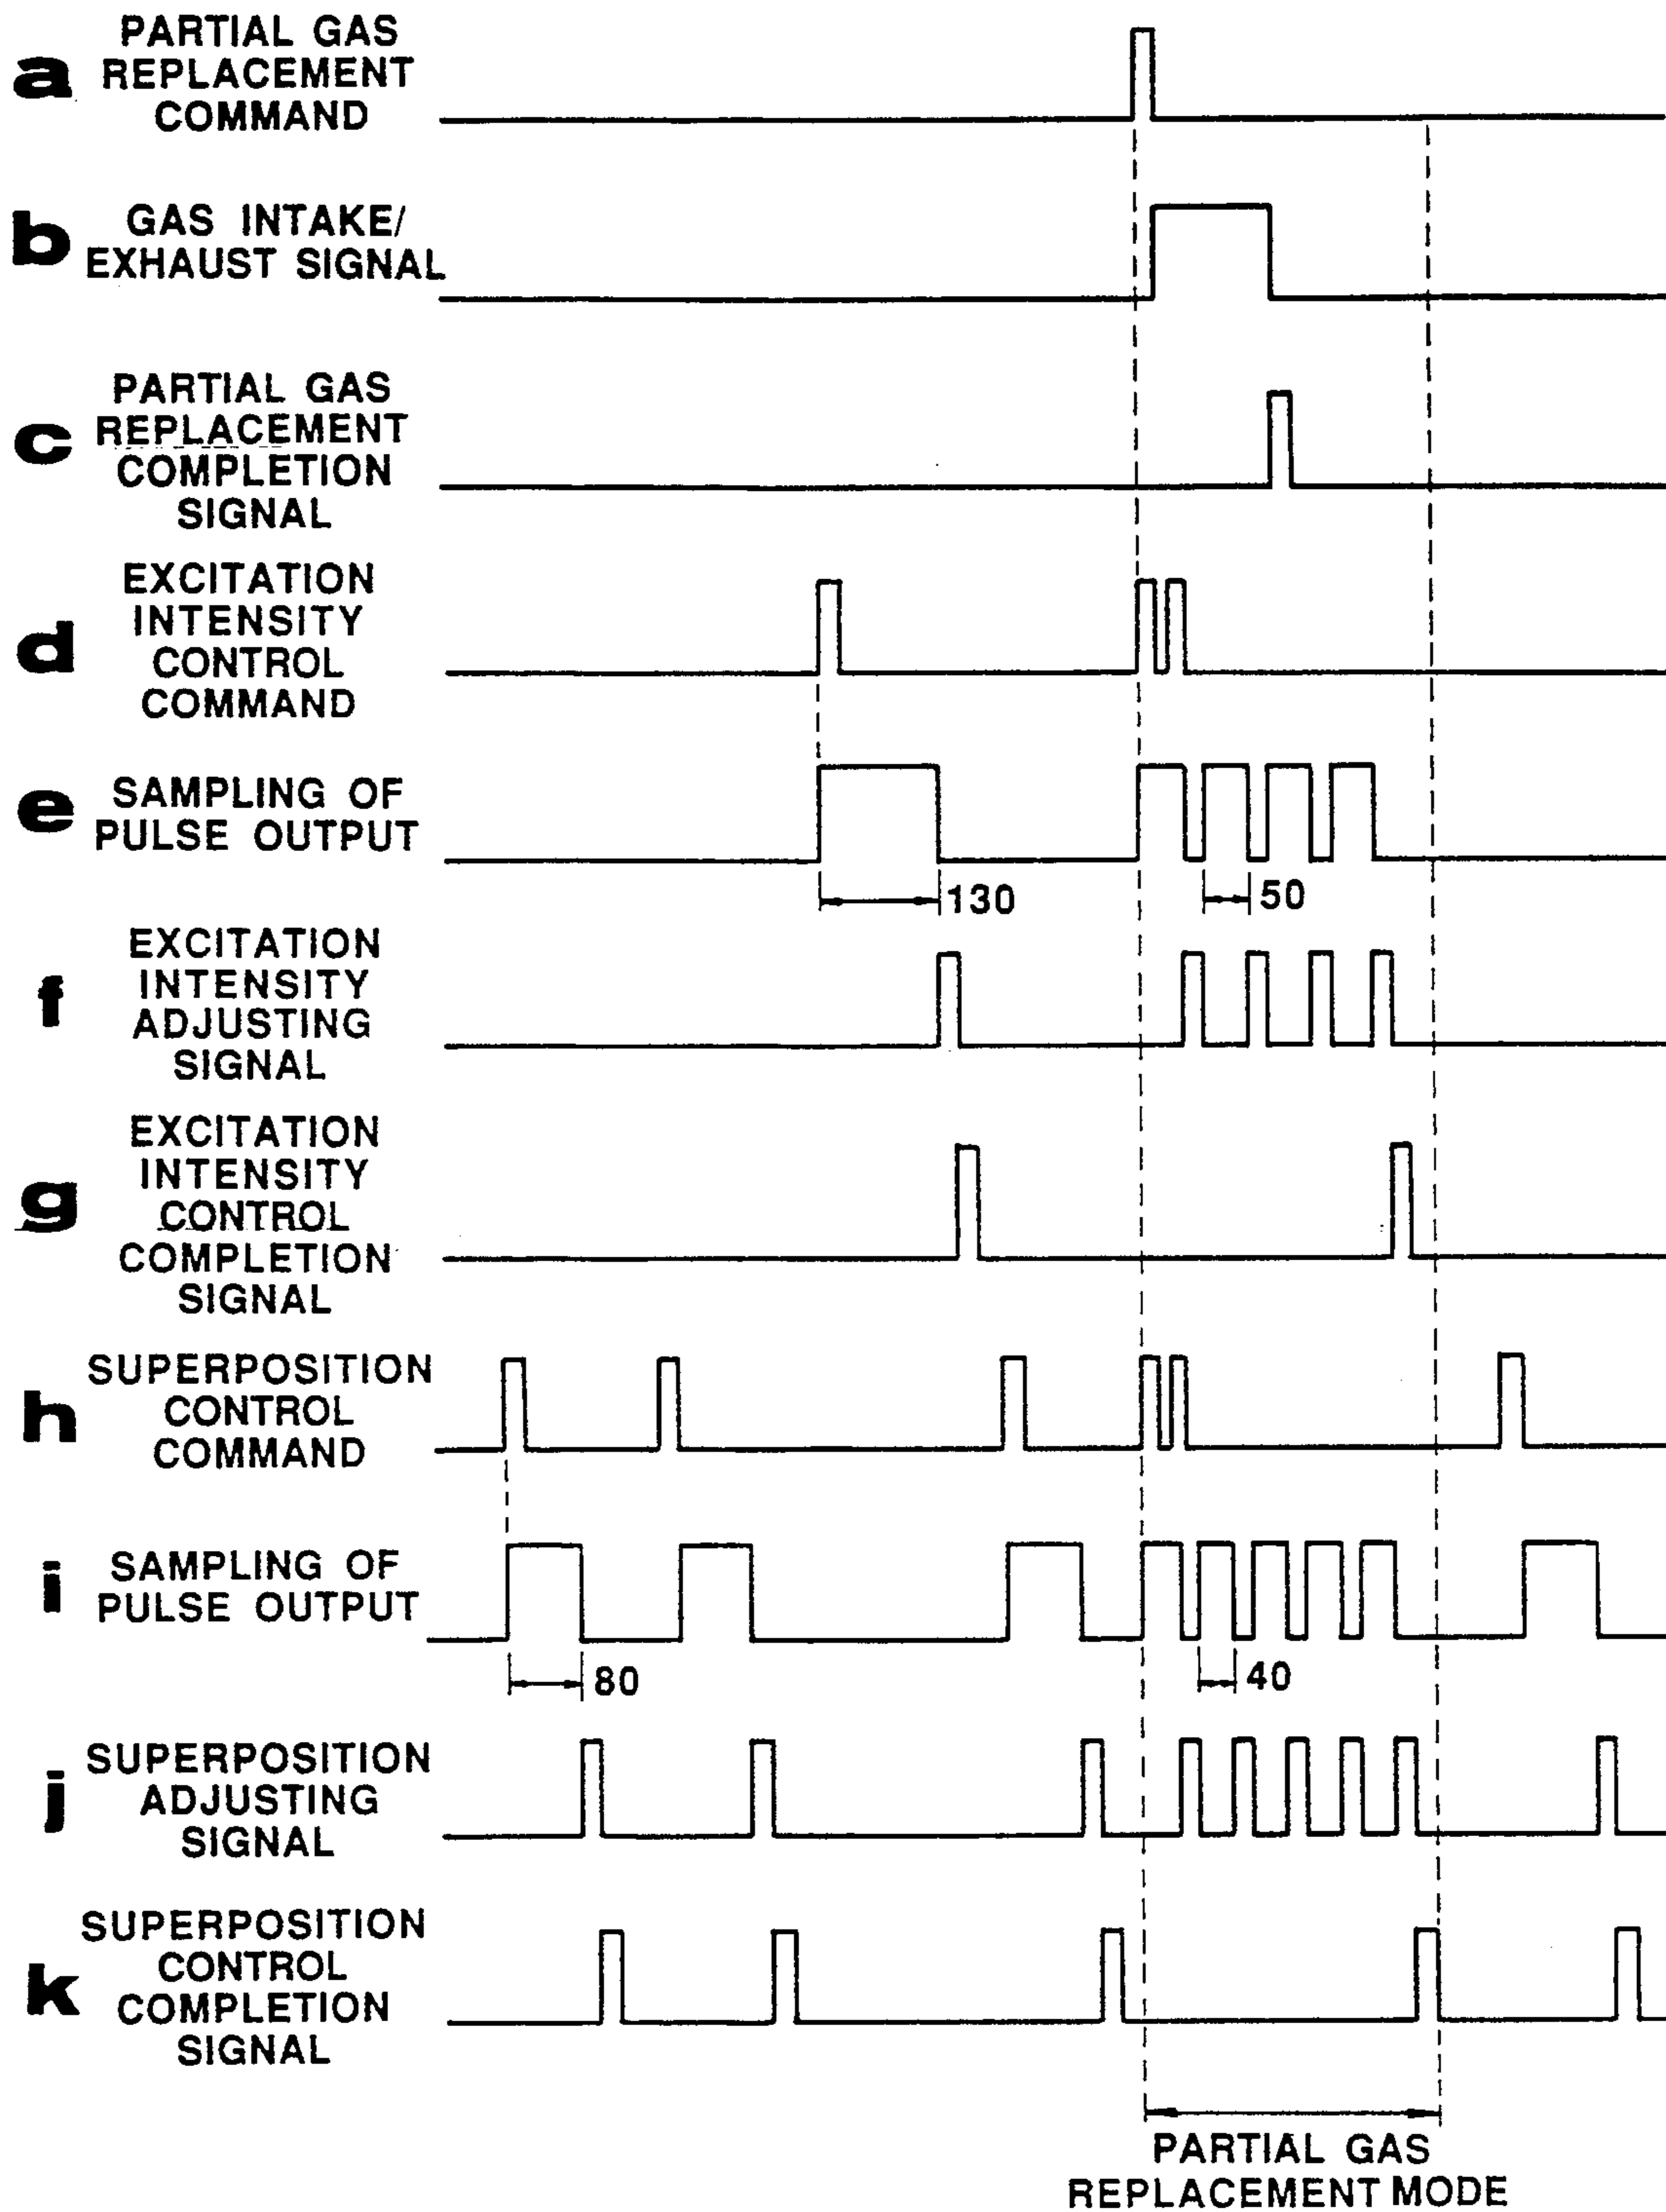 a PARTIAL GAS
REPLACEMENT
COMMAND
b GAS INTAKE/
EXHAUST SIGNAL
c PARTIAL GAS
REPLACEMENT
COMPLETION
SIGNAL
d EXCITATION
INTENSITY
CONTROL
COMMAND
e SAMPLING OF
PULSE OUTPUT
130
50
f EXCITATION
INTENSITY
ADJUSTING
SIGNAL
g EXCITATION
INTENSITY
CONTROL
COMPLETION
SIGNAL
h SUPERPOSITION
CONTROL
COMMAND
i SAMPLING OF
PULSE OUTPUT
80
40
j SUPERPOSITION
ADJUSTING
SIGNAL
k SUPERPOSITION
CONTROL
COMPLETION
SIGNAL
PARTIAL GAS
REPLACEMENT MODE